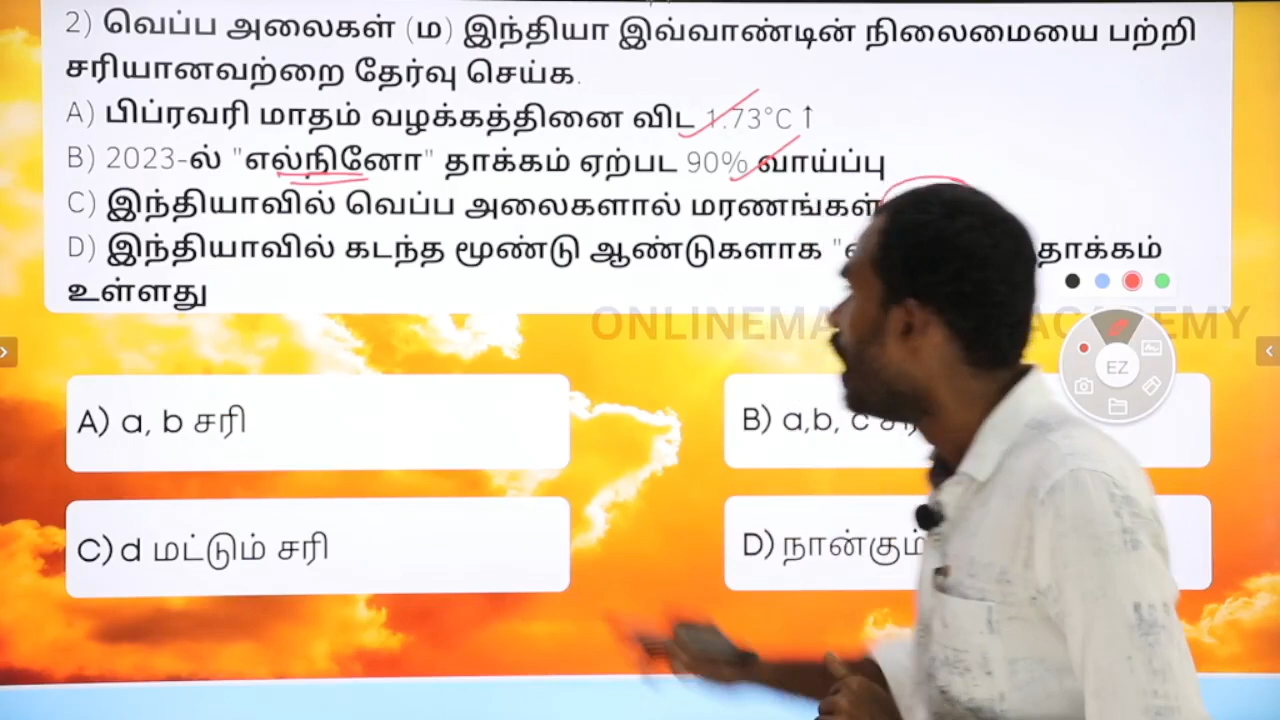 2) வெப்ப அலைகள் (ம) இந்தியா இவ்வாண்டின் நிலைமையை பற்றி
சரியானவற்றை தேர்வு செய்க.
A) பிப்ரவரி மாதம் வழக்கத்தினை விட 1.73°C ↑
B) 2023-ல் "எல்நினோ" தாக்கம் ஏற்பட 90% வாய்ப்பு
C) இந்தியாவில் வெப்ப அலைகளால் மரணங்கள்
D) இந்தியாவில் கடந்த மூண்டு ஆண்டுகளாக " தாக்கம்
உள்ளது
ONLINE ACADEMY
A) a, b சரி
B) a,b, c
C) d மட்டும் சரி
D) நான்கும்
EZ